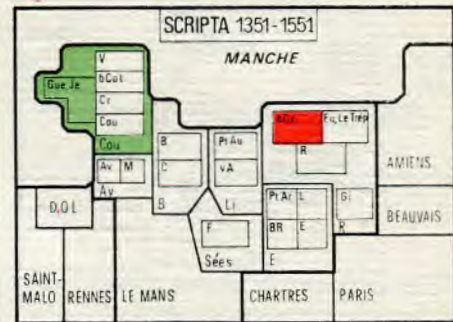 SCRIPTA 1351-1551
MANCHE
V
bCot
Gue, Je
Cr
Cou
Cou
Eu, Le Trép
R
B
Pt Au
C
vA
Av M
Av
B
Li
AMIENS
Pt Ar L
Gi
D, O L
BR E
R
BEAUVAIS
F
Sées
E
SAINT-
MALO
RENNES
LE MANS
CHARTRES
PARIS